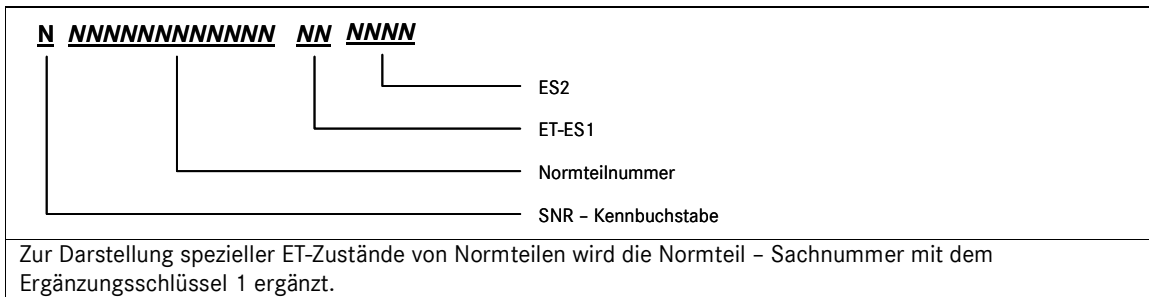 N NNNNNNNNNNNN NN NNNN
ES2
ET-ES1
Normteilnummer
SNR – Kennbuchstabe
Zur Darstellung spezieller ET-Zustände von Normteilen wird die Normteil – Sachnummer mit dem
Ergänzungsschlüssel 1 ergänzt.